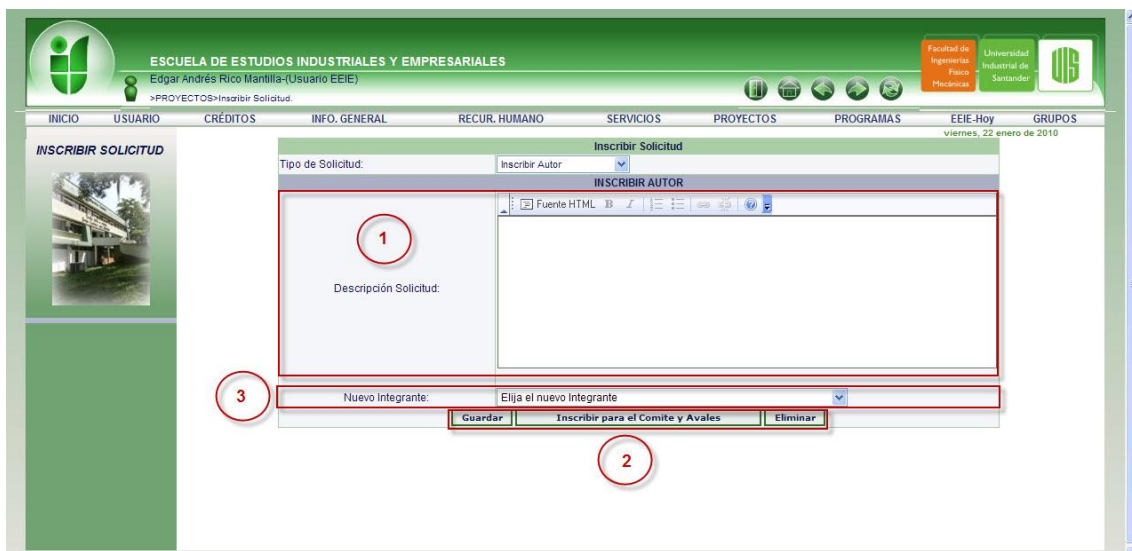 ESCUELA DE ESTUDIOS INDUSTRIALES Y EMPRESARIALES
Edgar Andrés Rico Mantilla-(Usuario EEIE)
>PROYECTOS>Inscribir Solicitud.
Facultad de
Ingenierías
Físico
Mecánicas
Universidad
Industrial de
Santander
UIS
INICIO USUARIO CRÉDITOS INFO. GENERAL RECUR. HUMANO SERVICIOS PROYECTOS PROGRAMAS EEIE-Hoy GRUPOS
viernes, 22 enero de 2010
INSCRIBIR SOLICITUD
Inscribir Solicitud
Tipo de Solicitud: Inscribir Autor
INSCRIBIR AUTOR
Fuente HTML B I
1
Descripción Solicitud:
3
Nuevo Integrante: Elija el nuevo Integrante
Guardar Inscribir para el Comite y Avales Eliminar
2